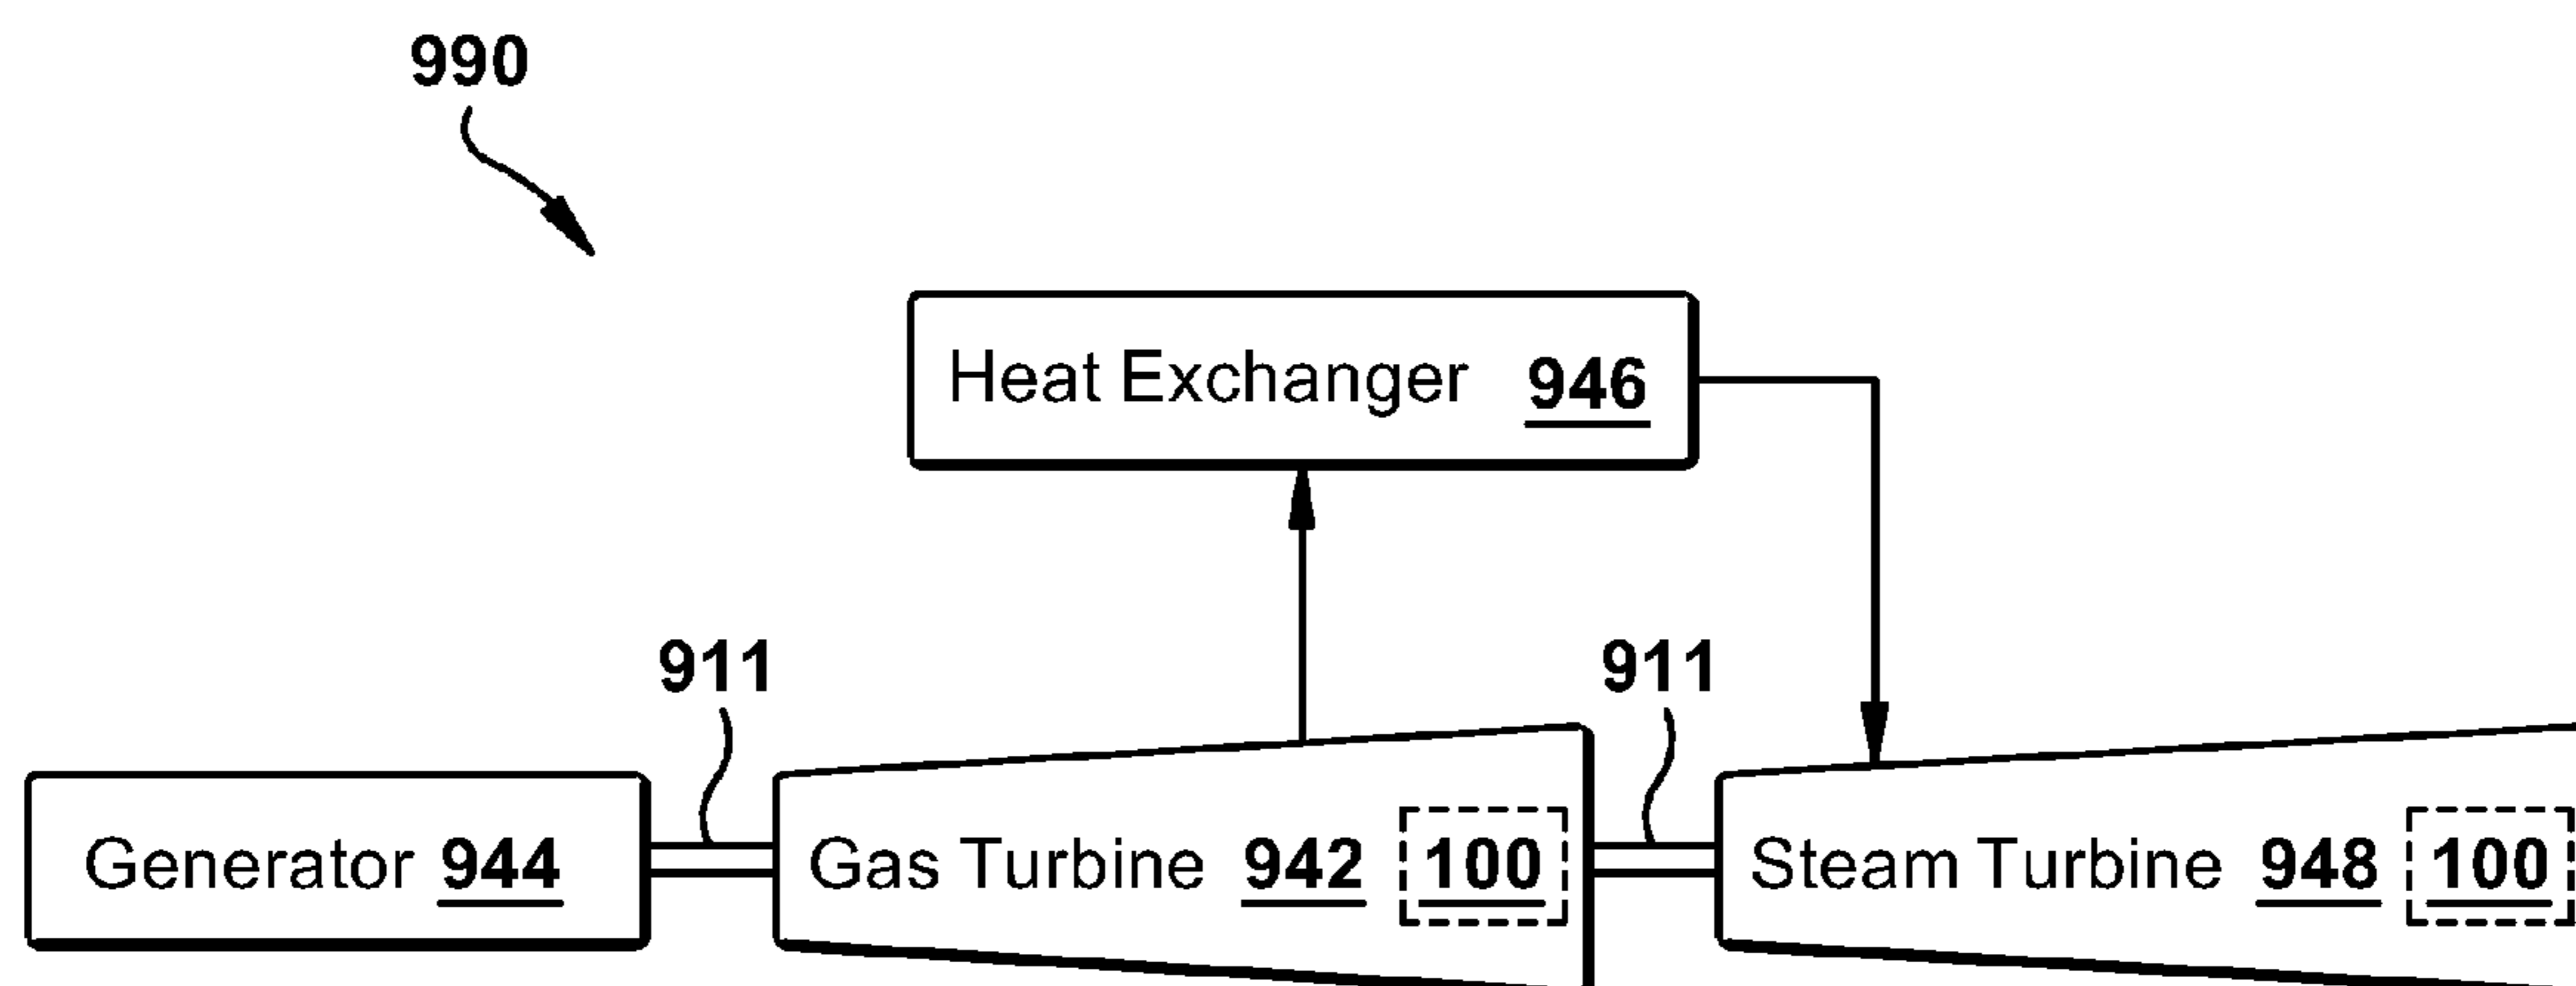 990
Heat Exchanger 946
911 911
Generator 944 Gas Turbine 942 100 Steam Turbine 948 100